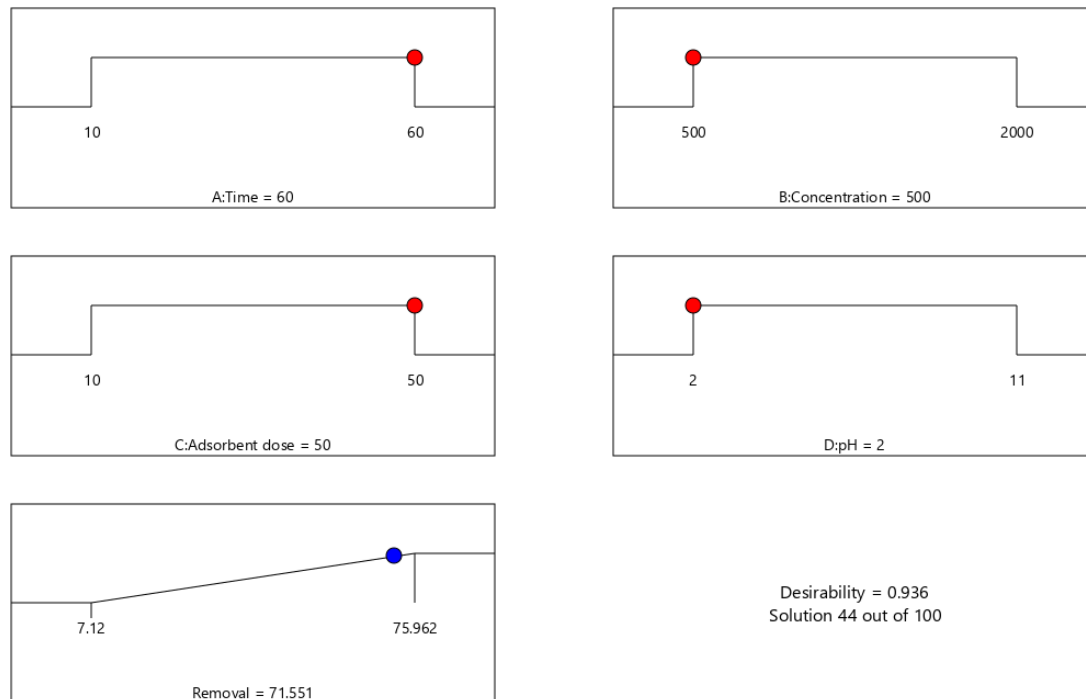 10
60
A:Time = 60
500
2000
B:Concentration = 500
10
50
C:Adsorbent dose = 50
2
11
D:pH = 2
7.12
75.962
Removal = 71.551
Desirability = 0.936
Solution 44 out of 100